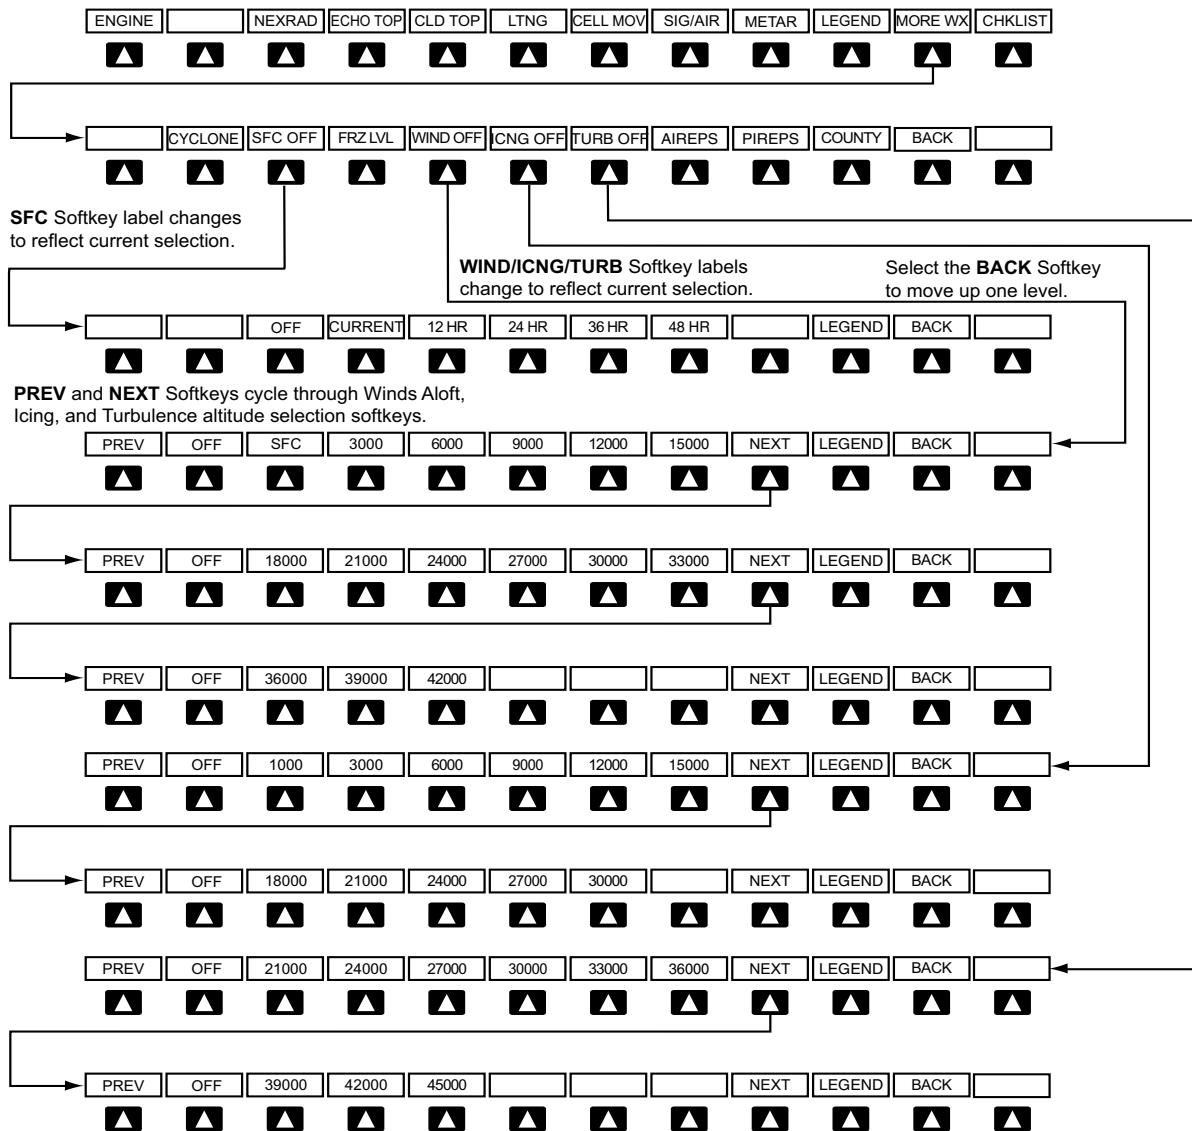 ENGINE NEXRAD ECHO TOP CLD TOP LTNG CELL MOV SIG/AIR METAR LEGEND MORE WX CHKLIST
CYCLONE SFC OFF FRZ LVL WIND OFF ICNG OFF TURB OFF AIREPS PIREPS COUNTY BACK
SFC Softkey label changes
to reflect current selection.
WIND/ICNG/TURB Softkey labels
change to reflect current selection.
Select the BACK Softkey
to move up one level.
OFF CURRENT 12 HR 24 HR 36 HR 48 HR LEGEND BACK
PREV and NEXT Softkeys cycle through Winds Aloft,
Icing, and Turbulence altitude selection softkeys.
PREV OFF SFC 3000 6000 9000 12000 15000 NEXT LEGEND BACK
PREV OFF 18000 21000 24000 27000 30000 33000 NEXT LEGEND BACK
PREV OFF 36000 39000 42000 NEXT LEGEND BACK
PREV OFF 1000 3000 6000 9000 12000 15000 NEXT LEGEND BACK
PREV OFF 18000 21000 24000 27000 30000 NEXT LEGEND BACK
PREV OFF 21000 24000 27000 30000 33000 36000 NEXT LEGEND BACK
PREV OFF 39000 42000 45000 NEXT LEGEND BACK